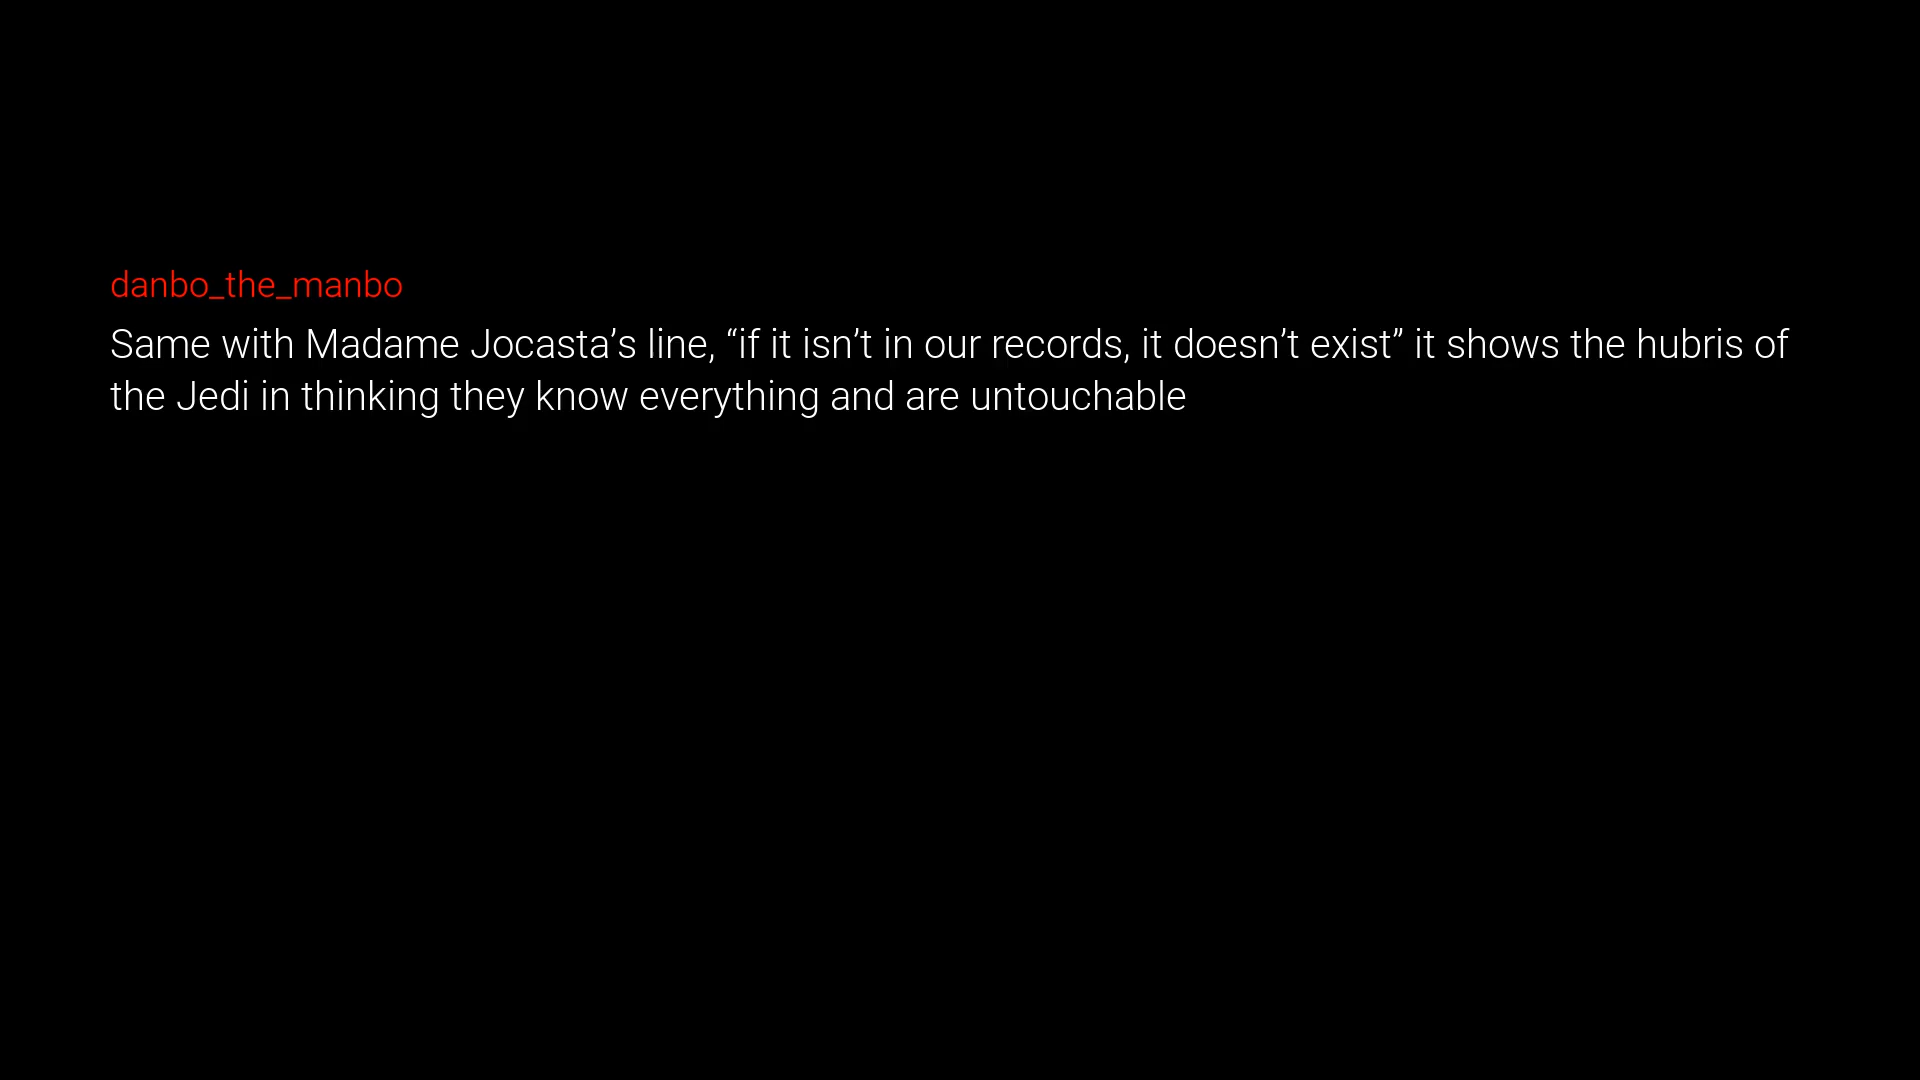 danbo_the_manbo
Same with Madame Jocasta’s line, “if it isn’t in our records, it doesn’t exist” it shows the hubris of
the Jedi in thinking they know everything and are untouchable